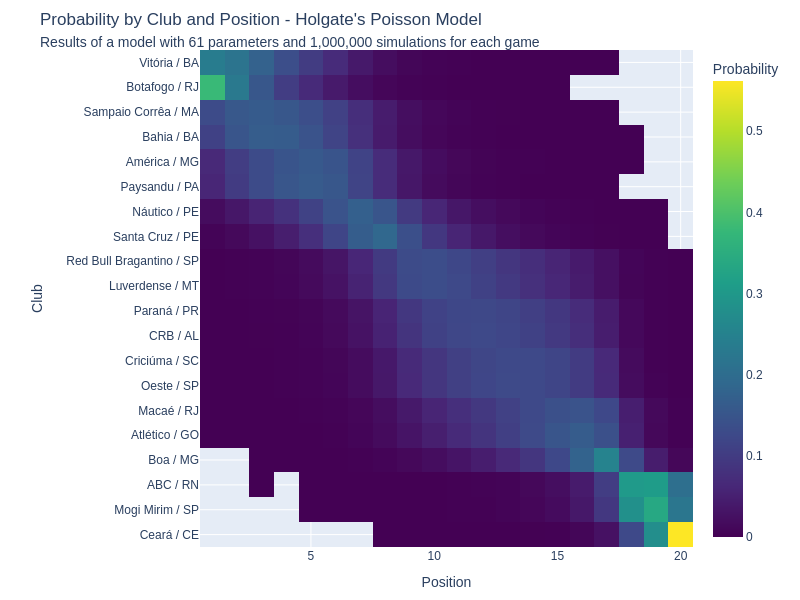 Probability by Club and Position - Holgate's Poisson Model
Results of a model with 61 parameters and 1,000,000 simulations for each game
Probability
Vitória / BA
Botafogo / RJ
Sampaio Corrêa / MA
Bahia / BA
América / MG
Paysandu / PA
Náutico / PE
Santa Cruz / PE
Red Bull Bragantino / SP
Luverdense / MT
Paraná / PR
CRB / AL
Criciúma / SC
Oeste / SP
Macaé / RJ
Atlético / GO
Boa / MG
ABC / RN
Mogi Mirim / SP
Ceará / CE
Club
5
10
15
20
Position
0.5
0.4
0.3
0.2
0.1
0